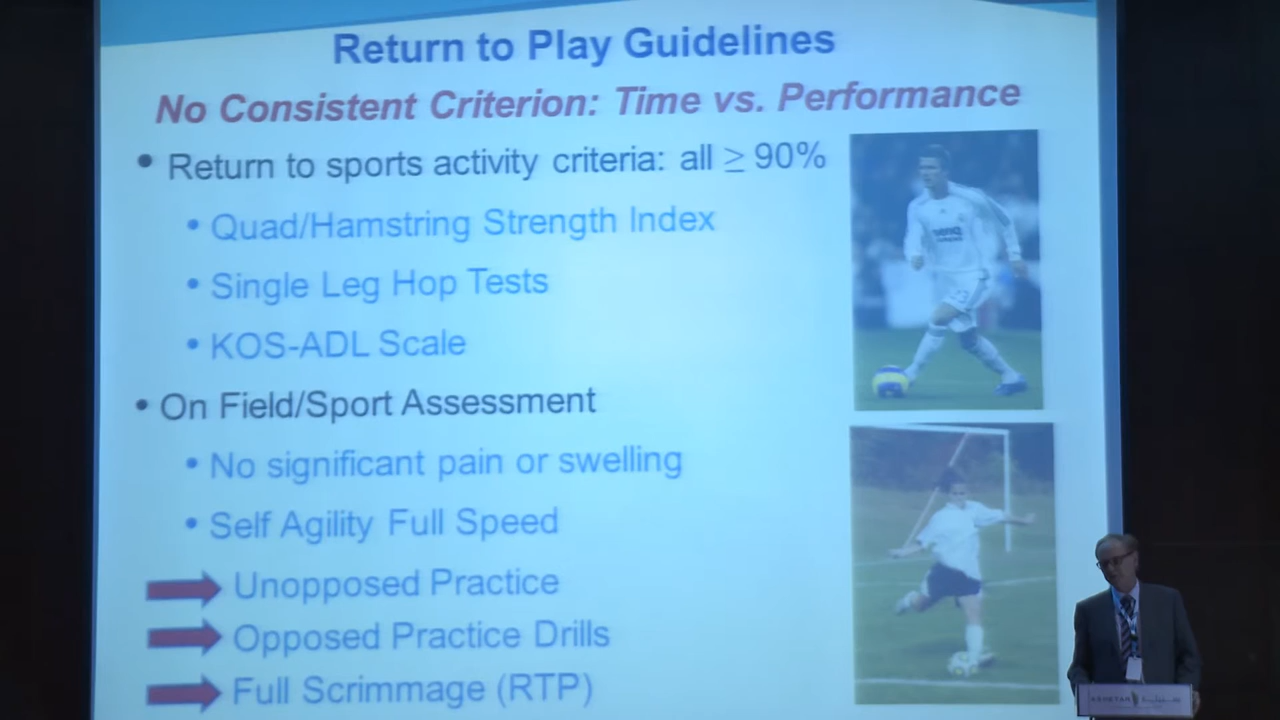 Return to Play Guidelines
No Consistent Criterion: Time vs. Performance
• Return to sports activity criteria: all ≥ 90%
• Quad/Hamstring Strength Index
• Single Leg Hop Tests
• KOS-ADL Scale
• On Field/Sport Assessment
• No significant pain or swelling
• Self Agility Full Speed
Unopposed Practice
Opposed Practice Drills
Full Scrimmage (RTP)
BenQ
23